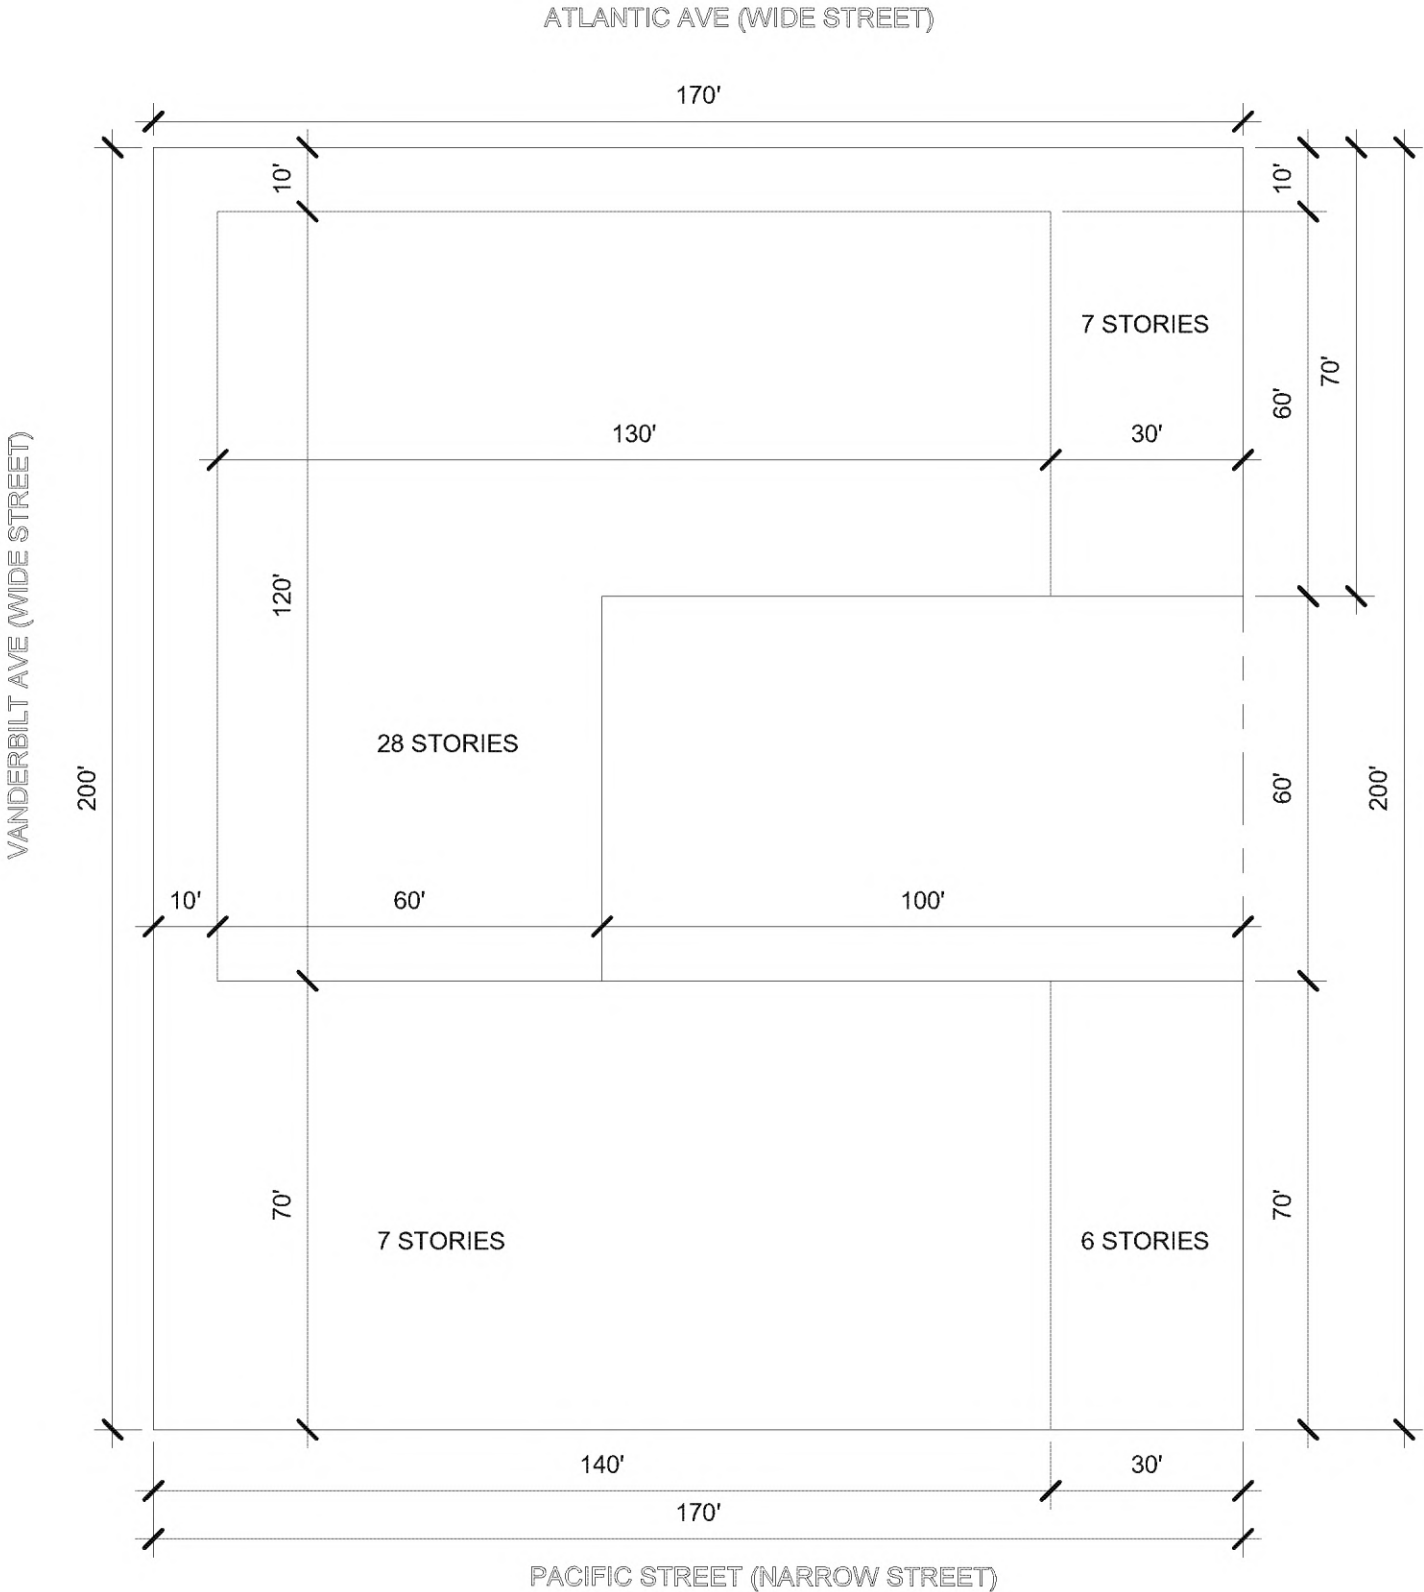 ATLANTIC AVE (WIDE STREET)
170'
10'
10'
7 STORIES
70'
60'
130'
30'
VANDERBILT AVE (WIDE STREET)
120'
28 STORIES
200'
60'
200'
10'
60'
100'
70'
70'
7 STORIES
6 STORIES
140'
30'
170'
PACIFIC STREET (NARROW STREET)